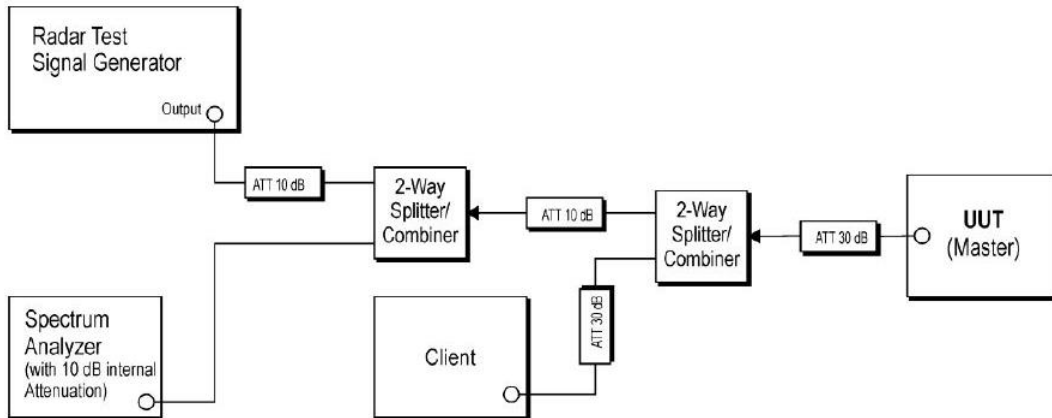 Radar Test
Signal Generator
Output
ATT 10 dB
2-Way
Splitter/
Combiner
ATT 10 dB
2-Way
Splitter/
Combiner
ATT 30 dB
UUT
(Master)
Spectrum
Analyzer
(with 10 dB internal
Attenuation)
Client
ATT 30 dB